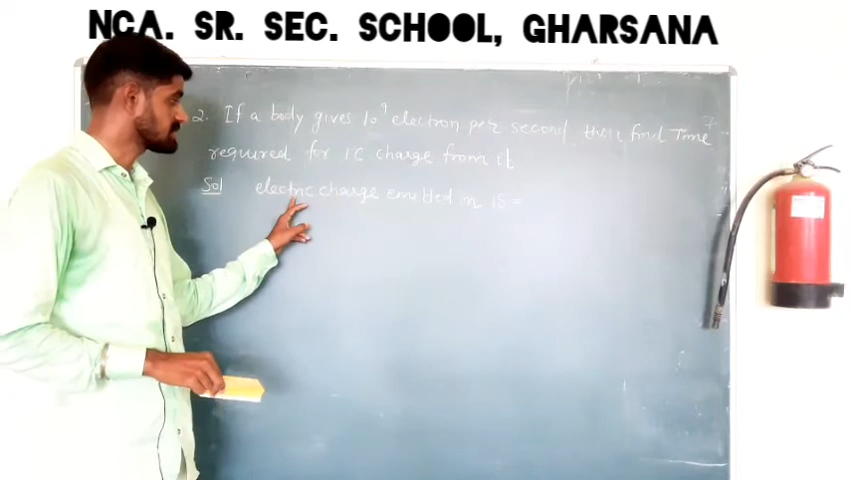 NCA. SR. SEC. SCHOOL, GHARSANA
2. If a body gives 10⁹ electron per second then find Time
required for 1C charge from it
Sol electric charge emitted in 1S =